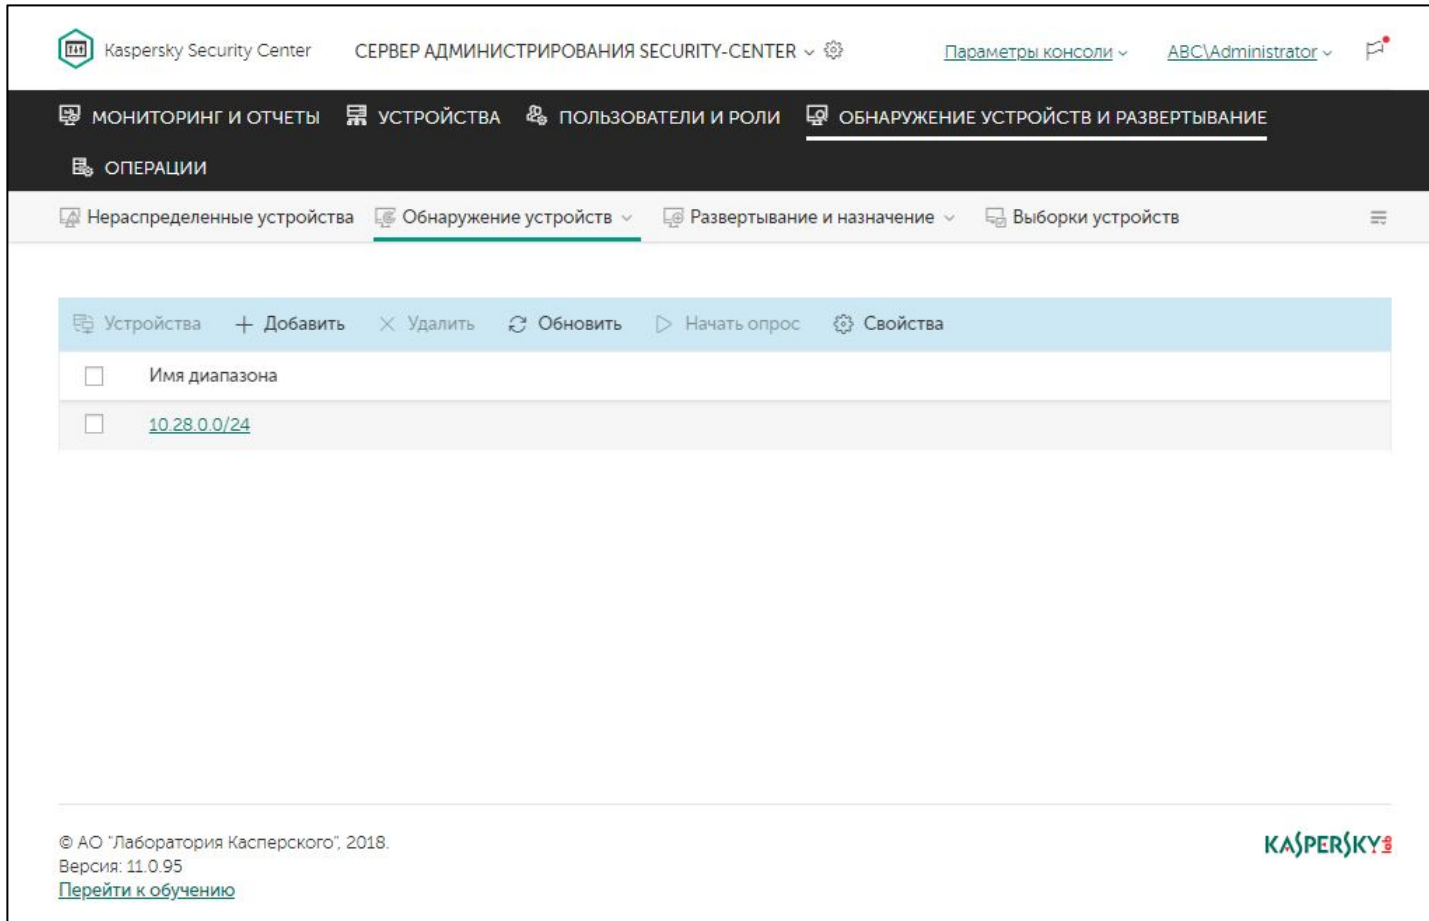 Kaspersky Security Center СЕРВЕР АДМИНИСТРИРОВАНИЯ SECURITY-CENTER Параметры консоли ABC\Administrator
МОНИТОРИНГ И ОТЧЕТЫ УСТРОЙСТВА ПОЛЬЗОВАТЕЛИ И РОЛИ ОБНАРУЖЕНИЕ УСТРОЙСТВ И РАЗВЕРТЫВАНИЕ
ОПЕРАЦИИ
Нераспределенные устройства Обнаружение устройств Развертывание и назначение Выборки устройств
Устройства Добавить Удалить Обновить Начать опрос Свойства
Имя диапазона
10.28.0.0/24
© АО "Лаборатория Касперского", 2018.
Версия: 11.0.95
Перейти к обучению
KASPERSKY lab